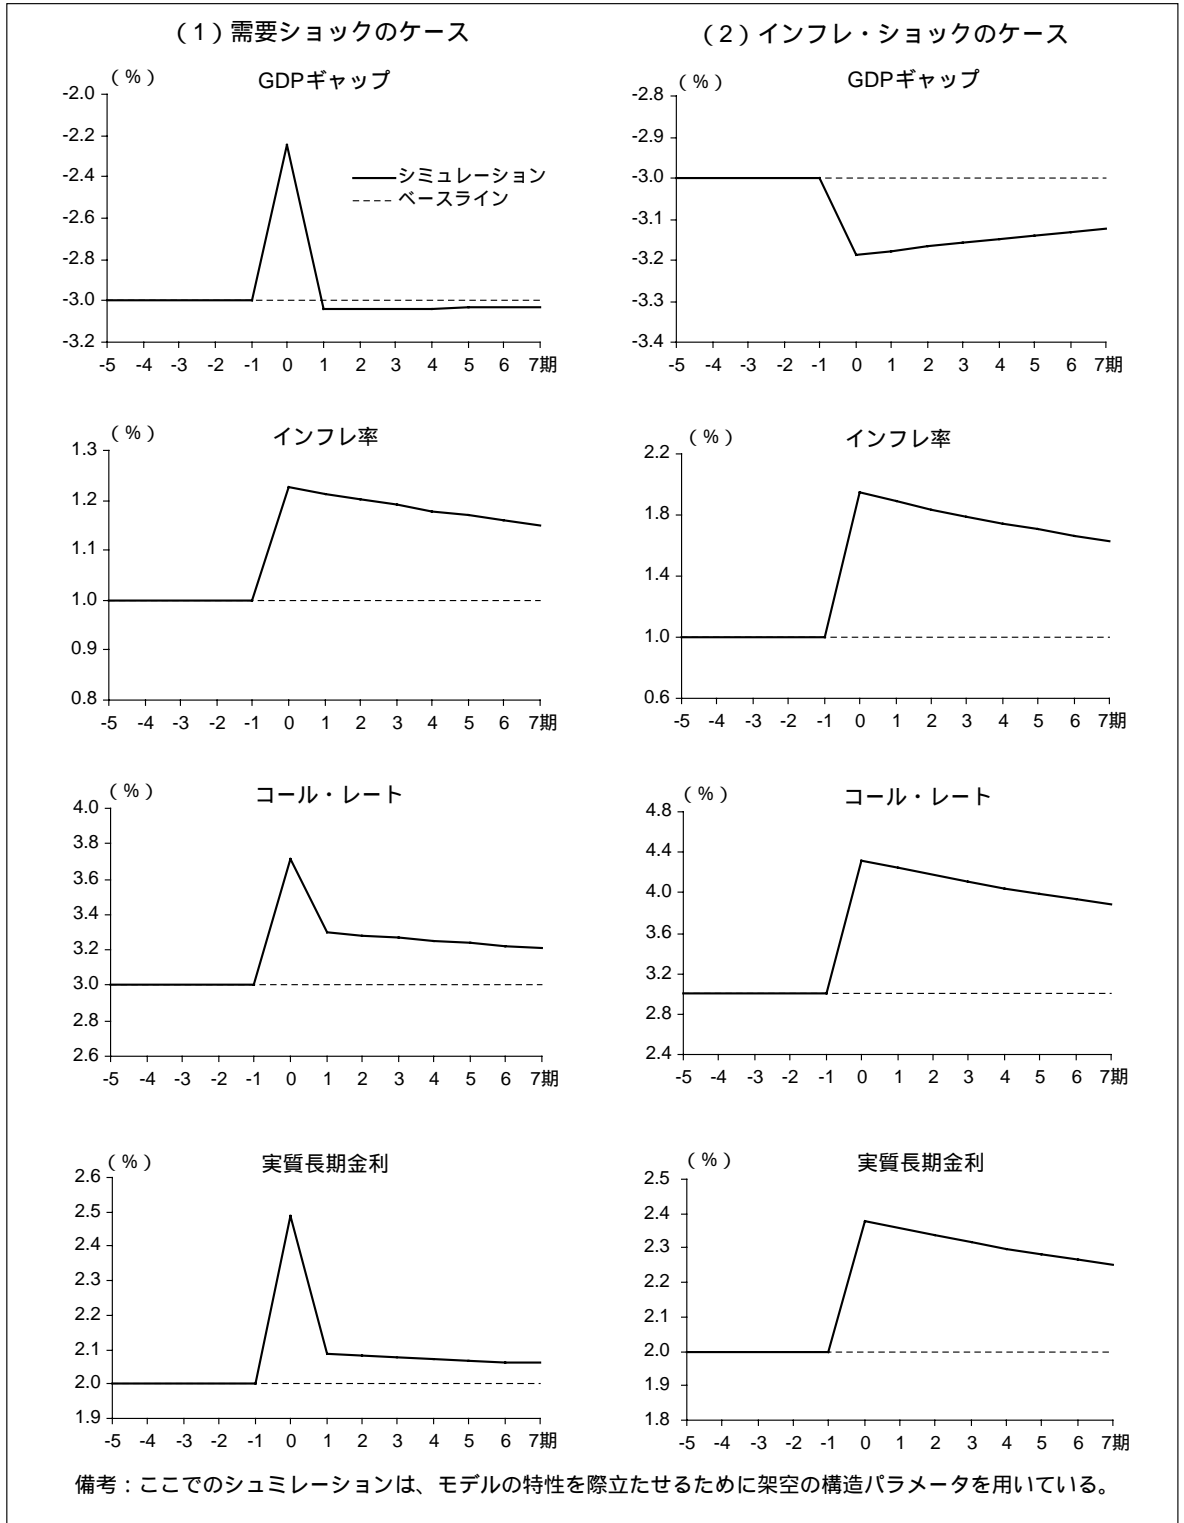 (1)需要ショックのケース
(%) GDPギャップ
-2.0
-2.2
-2.4
-2.6
-2.8
-3.0
-3.2
シミュレーション
ベースライン
-5 -4 -3 -2 -1 0 1 2 3 4 5 6 7期
(%) インフレ率
1.3
1.2
1.1
1.0
0.9
0.8
-5 -4 -3 -2 -1 0 1 2 3 4 5 6 7期
(%) コール・レート
4.0
3.8
3.6
3.4
3.2
3.0
2.8
2.6
-5 -4 -3 -2 -1 0 1 2 3 4 5 6 7期
(%) 実質長期金利
2.6
2.5
2.4
2.3
2.2
2.1
2.0
1.9
-5 -4 -3 -2 -1 0 1 2 3 4 5 6 7期
(2)インフレ・ショックのケース
(%) GDPギャップ
-2.8
-2.9
-3.0
-3.1
-3.2
-3.3
-3.4
-5 -4 -3 -2 -1 0 1 2 3 4 5 6 7期
(%) インフレ率
2.2
1.8
1.4
1.0
0.6
-5 -4 -3 -2 -1 0 1 2 3 4 5 6 7期
(%) コール・レート
4.8
4.4
4.0
3.6
3.2
2.8
2.4
-5 -4 -3 -2 -1 0 1 2 3 4 5 6 7期
(%) 実質長期金利
2.5
2.4
2.3
2.2
2.1
2.0
1.9
1.8
-5 -4 -3 -2 -1 0 1 2 3 4 5 6 7期
備考:ここでのシュミレーションは、モデルの特性を際立たせるために架空の構造パラメータを用いている。